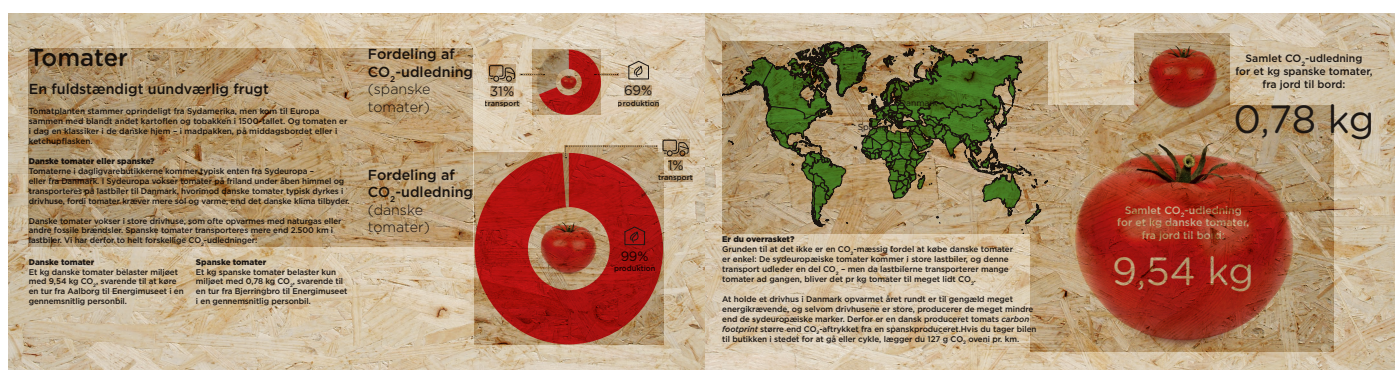 Tomater
En fuldstændigt uundværlig frugt
Tomatplanten stammer oprindeligt fra Sydamerika, men kom til Europa
sammen med blandt andet kartoflen og tobakken i 1500-tallet. Og tomaten er
i dag en klassiker i de danske hjem – i madpakken, på middagsbordet eller i
ketchupflasken.
Danske tomater eller spanske?
Tomaterne i dagligvarebutikkerne kommer typisk enten fra Sydeuropa –
eller fra Danmark. I Sydeuropa vokser tomater på friland under åben himmel og
transporteres på lastbiler til Danmark, hvorimod danske tomater typisk dyrkes i
drivhuse, fordi tomater kræver mere sol og varme, end det danske klima tilbyder.
Danske tomater vokser i store drivhuse, som ofte opvarmes med naturgas eller
andre fossile brændsler. Spanske tomater transporteres mere end 2.500 km i
lastbiler. Vi har derfor to helt forskellige CO₂-udledninger:
Danske tomater
Et kg danske tomater belaster miljøet
med 9,54 kg CO₂, svarende til at køre
en tur fra Aalborg til Energimuseet i en
gennemsnitlig personbil.
Spanske tomater
Et kg spanske tomater belaster kun
miljøet med 0,78 kg CO₂, svarende til
en tur fra Bjerringbro til Energimuseet
i en gennemsnitlig personbil.
Fordeling af
CO₂-udledning
(spanske
tomater)
31%
transport
69%
produktion
Fordeling af
CO₂-udledning
(danske
tomater)
1%
transport
99%
produktion
Er du overrasket?
Grunden til at det ikke er en CO₂-mæssig fordel at købe danske tomater
er enkel: De sydeuropæiske tomater kommer i store lastbiler, og denne
transport udleder en del CO₂ – men da lastbilerne transporterer mange
tomater ad gangen, bliver det pr kg tomater til meget lidt CO₂.
At holde et drivhus i Danmark opvarmet året rundt er til gengæld meget
energikrævende, og selvom drivhusene er store, producerer de meget mindre
end de sydeuropæiske marker. Derfor er en dansk produceret tomats carbon
footprint større end CO₂-aftrykket fra en spanskproduceret.Hvis du tager bilen
til butikken i stedet for at gå eller cykle, lægger du 127 g CO₂ oveni pr. km.
Samlet CO₂-udledning
for et kg spanske tomater,
fra jord til bord:
0,78 kg
Samlet CO₂-udledning
for et kg danske tomater,
fra jord til bord:
9,54 kg